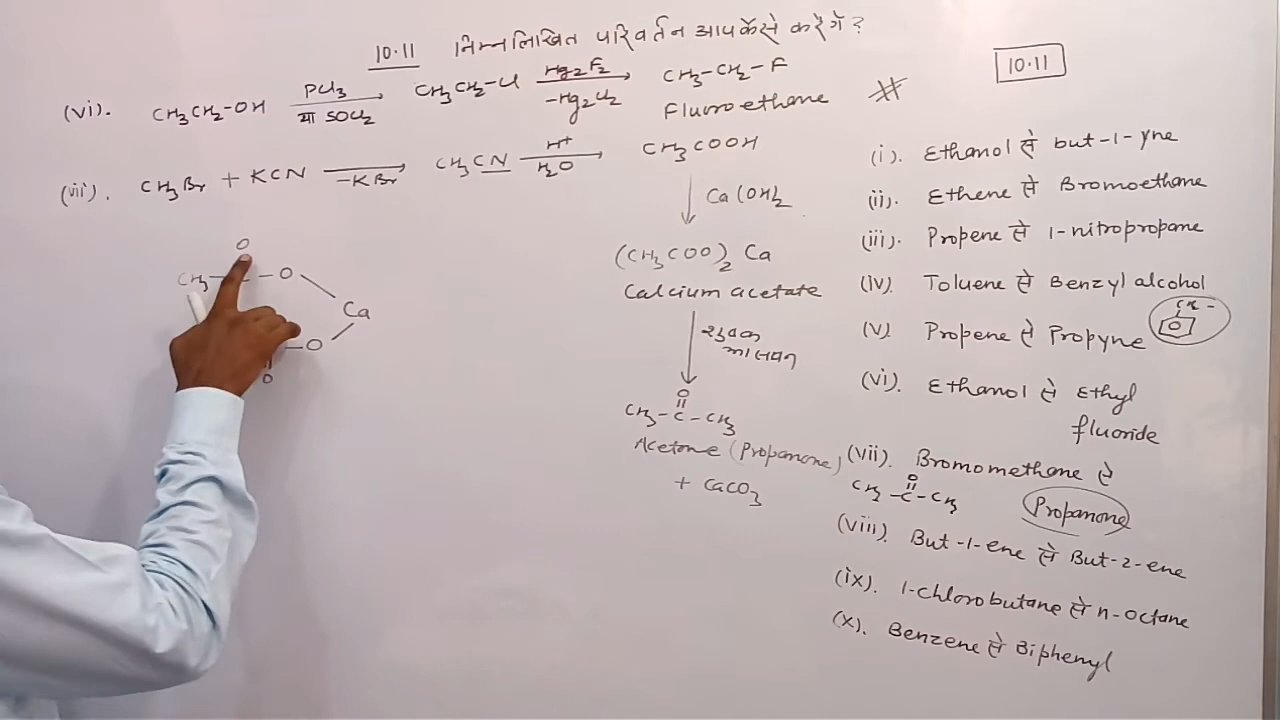 10.11 निम्नलिखित परिवर्तन आप कैसे करेंगे?
10.11
(vi). CH3CH2-OH PCl3 या SOCl2 CH3CH2-Cl Hg2F2 -Hg2Cl2 CH3-CH2-F
Fluroethane
(vii). CH3Br + KCN -KBr CH3CN H+ H2O CH3COOH
Ca(OH)2
(CH3COO)2 Ca
Calcium acetate
शुष्क
आसवन
O
||
CH3-C-CH3
Acetone (Propanone)
+ CaCO3
O
CH3- -O
Ca
-O
||
O
(i). Ethanol से but-1-yne
(ii). Ethene से Bromoethane
(iii). Propene से 1-nitropropane
(iv). Toluene से Benzyl alcohol
CH2-
(v). Propene से Propyne
(vi). Ethanol से Ethyl
fluoride
(vii). Bromomethane से
O
||
CH3-C-CH3 Propanone
(viii). But-1-ene से But-2-ene
(ix). 1-chlorobutane से n-octane
(x). Benzene से Biphenyl